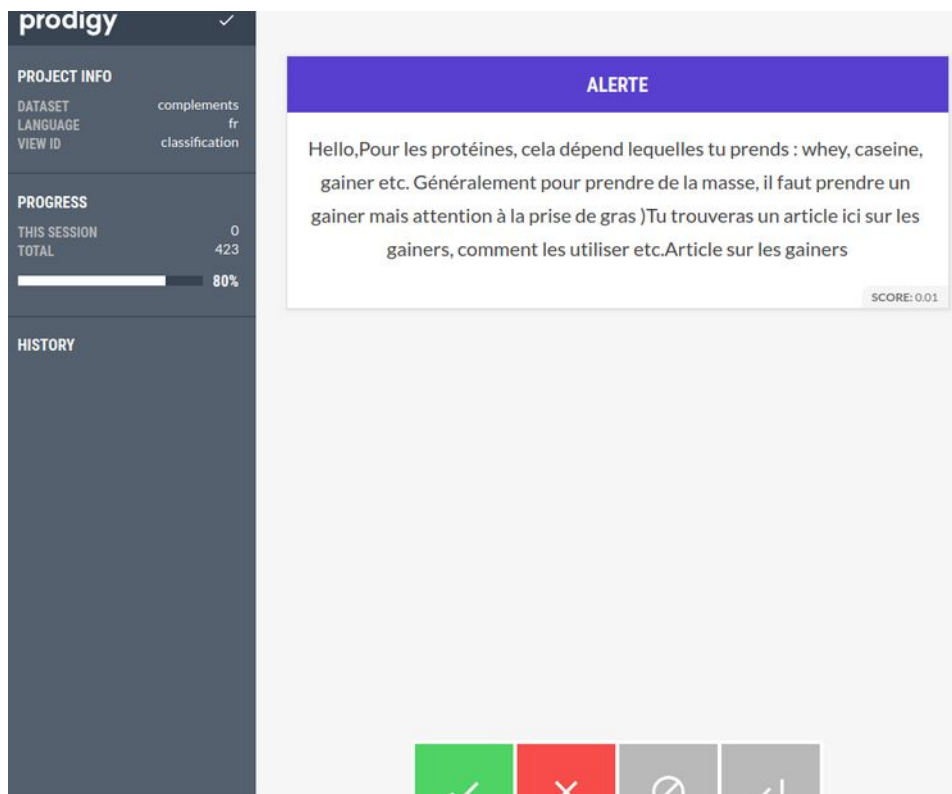 prodigy
PROJECT INFO
DATASET complements
LANGUAGE fr
VIEW ID classification
PROGRESS
THIS SESSION 0
TOTAL 423
80%
HISTORY
ALERTE
Hello,Pour les protéines, cela dépend lequelles tu prends : whey, caseine,
gainer etc. Généralement pour prendre de la masse, il faut prendre un
gainer mais attention à la prise de gras )Tu trouveras un article ici sur les
gainers, comment les utiliser etc.Article sur les gainers
SCORE: 0.01